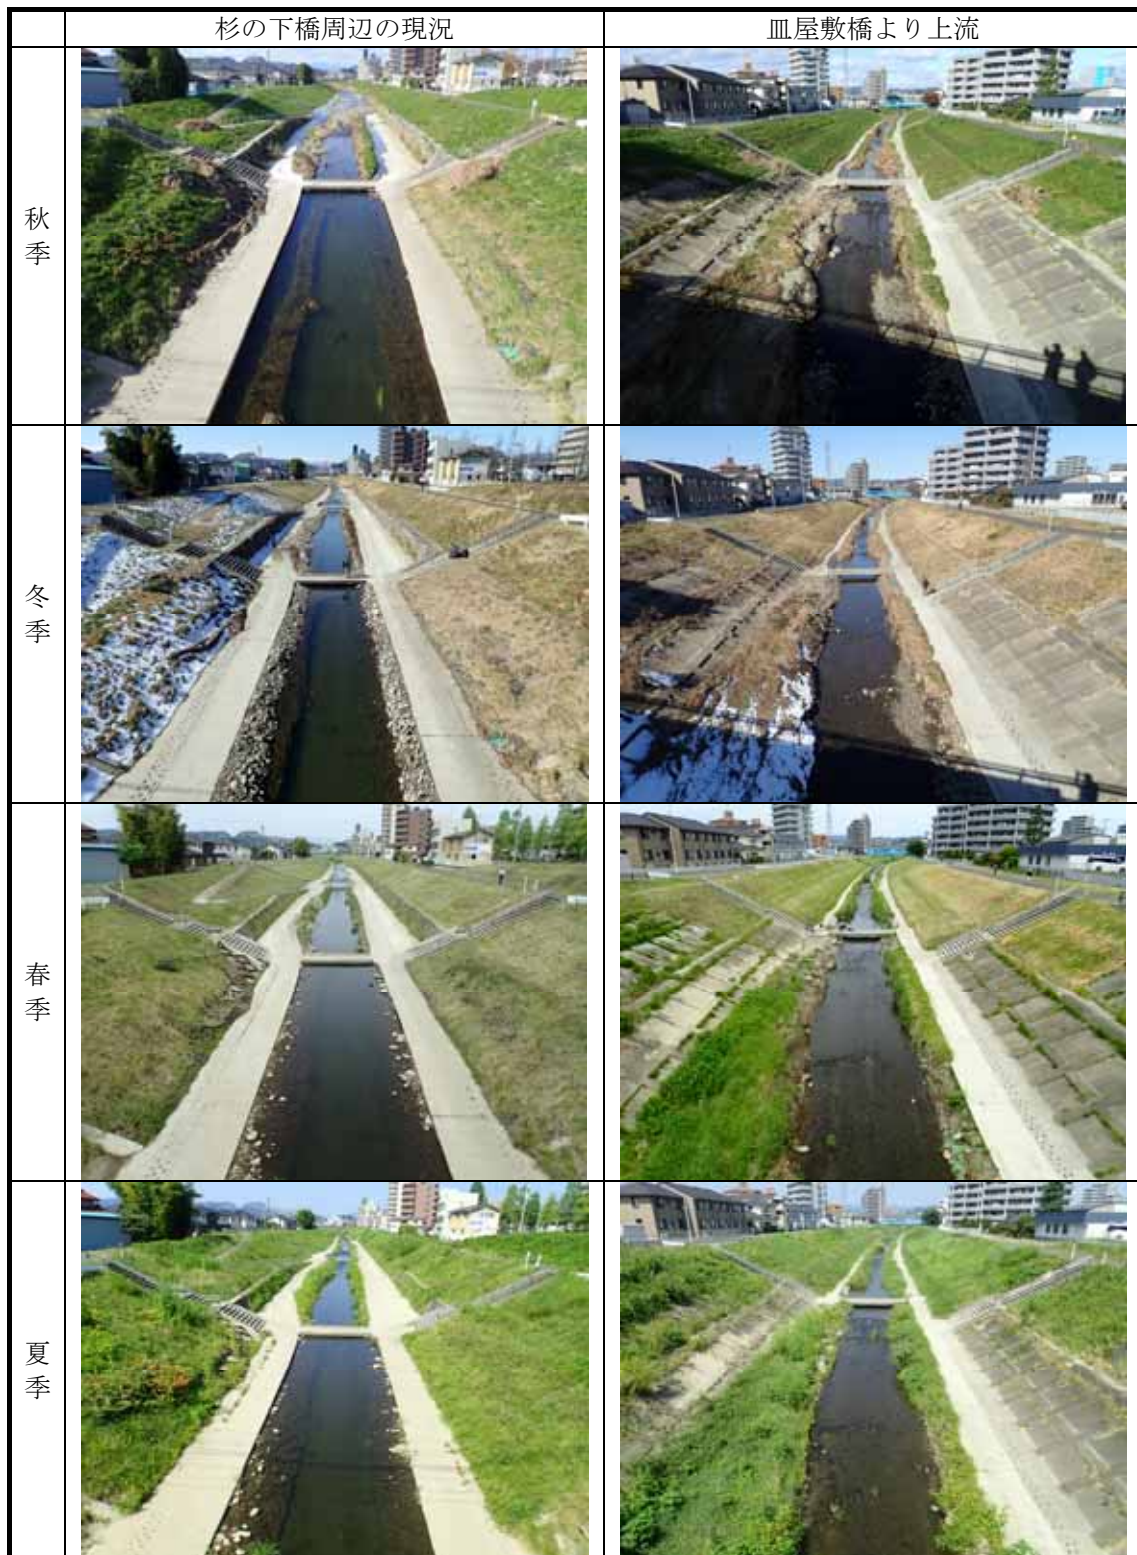 杉の下橋周辺の現況
皿屋敷橋より上流
秋季
冬季
春季
夏季